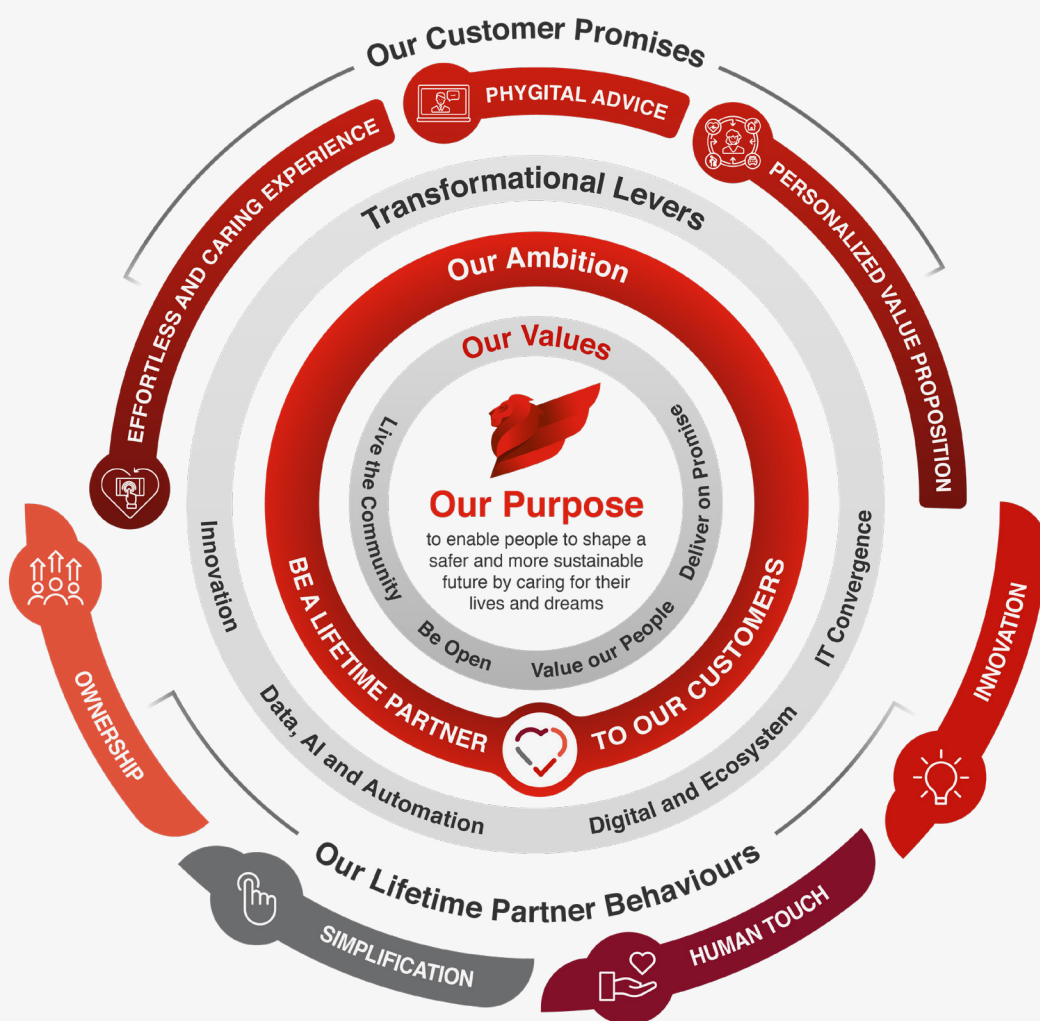 Our Customer Promises
EFFORTLESS AND CARING EXPERIENCE
PHYGITAL ADVICE
PERSONALIZED VALUE PROPOSITION
Transformational Levers
Innovation
Data, AI and Automation
Digital and Ecosystem
IT Convergence
Our Ambition
BE A LIFETIME PARTNER
TO OUR CUSTOMERS
Our Values
Live the Community
Be Open
Value our People
Deliver on Promise
Our Purpose
to enable people to shape a
safer and more sustainable
future by caring for their
lives and dreams
Our Lifetime Partner Behaviours
OWNERSHIP
SIMPLIFICATION
HUMAN TOUCH
INNOVATION